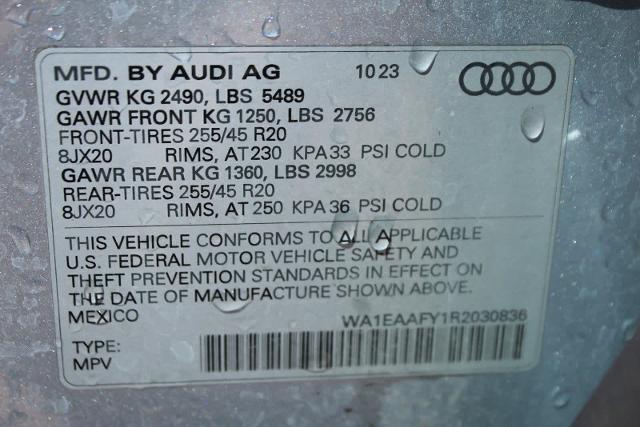 MFD. BY AUDI AG 10 23
GVWR KG 2490, LBS 5489
GAWR FRONT KG 1250, LBS 2756
FRONT-TIRES 255/45 R20
8JX20 RIMS, AT 230 KPA 33 PSI COLD
GAWR REAR KG 1360, LBS 2998
REAR-TIRES 255/45 R20
8JX20 RIMS, AT 250 KPA 36 PSI COLD
THIS VEHICLE CONFORMS TO ALL APPLICABLE
U.S. FEDERAL MOTOR VEHICLE SAFETY AND
THEFT PREVENTION STANDARDS IN EFFECT ON
THE DATE OF MANUFACTURE SHOWN ABOVE.
MEXICO WA1EAAFY1R2030836
TYPE:
MPV